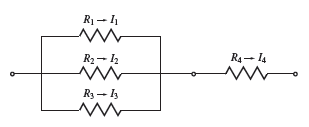 R₁ → I₁
R₂ → I₂
R₄ → I₄
R₃ → I₃